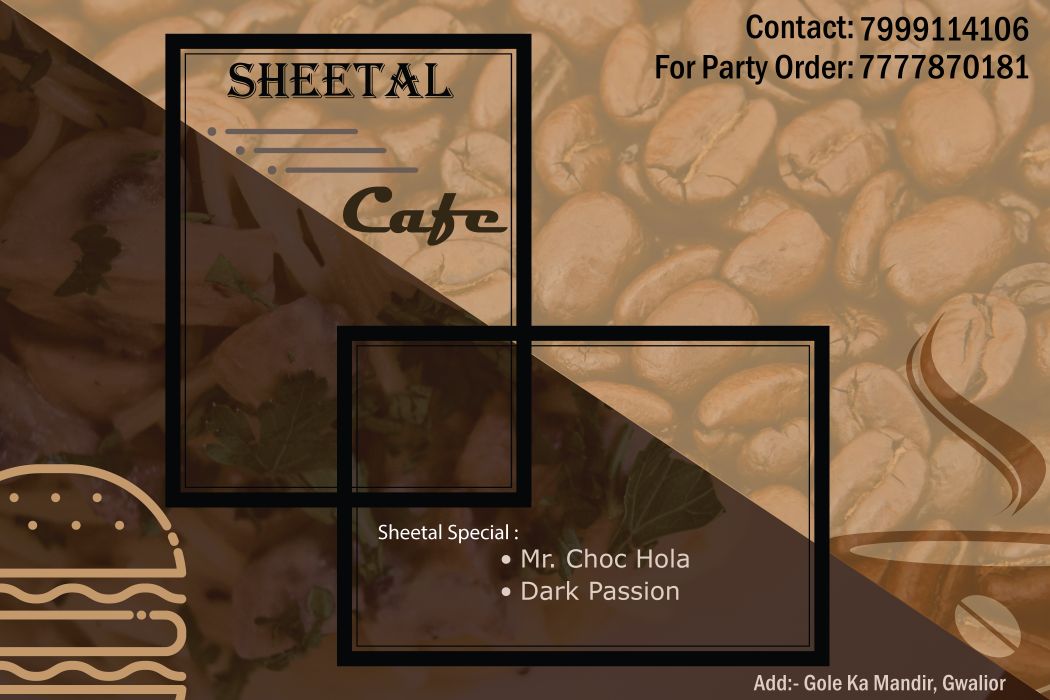 Contact: 7999114106
For Party Order: 7777870181
SHEETAL
Cafe
Sheetal Special :
• Mr. Choc Hola
• Dark Passion
Add:- Gole Ka Mandir, Gwalior